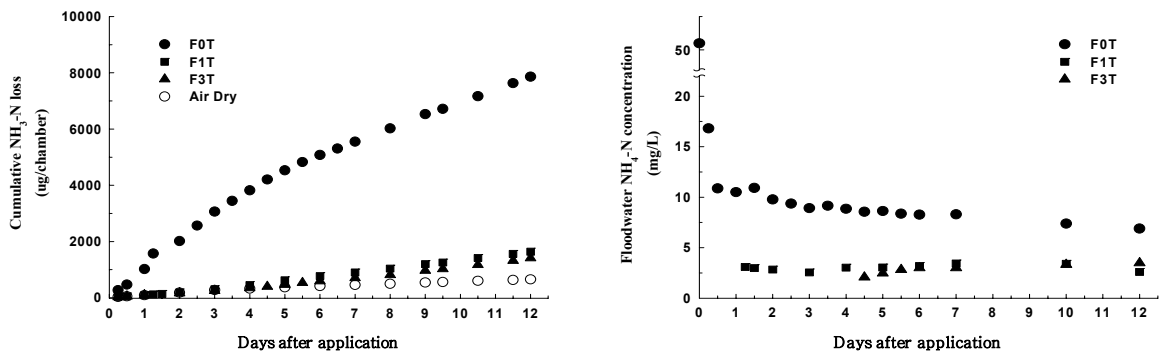 10000
8000
6000
4000
2000
0
Cumulative NH3-N loss
(ug/chamber)
F0T
F1T
F3T
Air Dry
0 1 2 3 4 5 6 7 8 9 10 11 12
Days after application
50
20
15
10
5
0
Floodwater NH4-N concentration
(mg/L)
F0T
F1T
F3T
0 1 2 3 4 5 6 7 8 9 10 11 12
Days after application